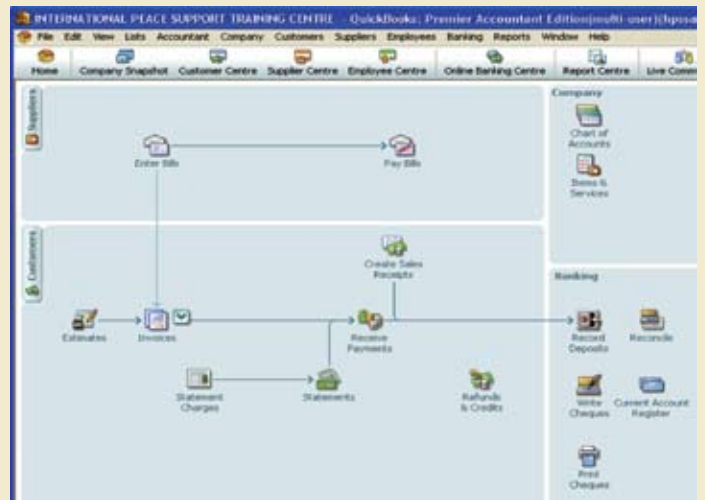 INTERNATIONAL PEACE SUPPORT TRAINING CENTRE - QuickBooks: Premier Accountant Edition(multi-user)
File Edit View Lists Accountant Company Customers Suppliers Employees Banking Reports Window Help
Home Company Snapshot Customer Centre Supplier Centre Employee Centre Online Banking Centre Report Centre Live
Suppliers
Enter Bills
Pay Bills
Customers
Create Sales
Receipts
Estimates
Invoices
Receive
Payments
Statement
Charges
Statements
Refunds
& Credits
Company
Chart of
Accounts
Items &
Services
Banking
Record
Deposits
Reconcile
Write
Cheques
Current Account
Register
Print
Cheques